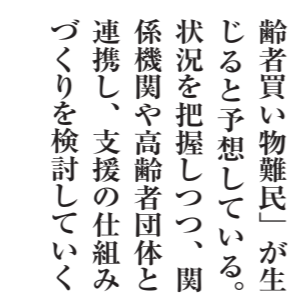 齢者買い物難民」が生
じると予想している。
状況を把握しつつ、関
係機関や高齢者団体と
連携し、支援の仕組み
づくりを検討していく